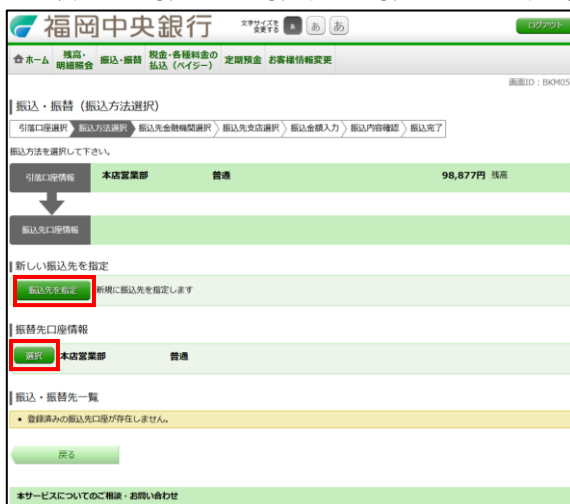 福岡中央銀行
文字サイズを変更する あ あ あ
ログアウト
ホーム 残高・明細照会 振込・振替 税金・各種料金の払込（ペイジー） 定期預金 お客様情報変更
画面ID：BKM05
振込・振替（振込方法選択）
引落口座選択 振込方法選択 振込先金融機関選択 振込先支店選択 振込金額入力 振込内容確認 振込完了
振込方法を選択して下さい。
引落口座情報 本店営業部 普通 98,877円 残高
振込先口座情報
新しい振込先を指定
振込先を指定 新規に振込先を指定します
振替先口座情報
選択 本店営業部 普通
振込・振替先一覧
• 登録済みの振込先口座が存在しません。
戻る
本サービスについてのご相談・お問い合わせ